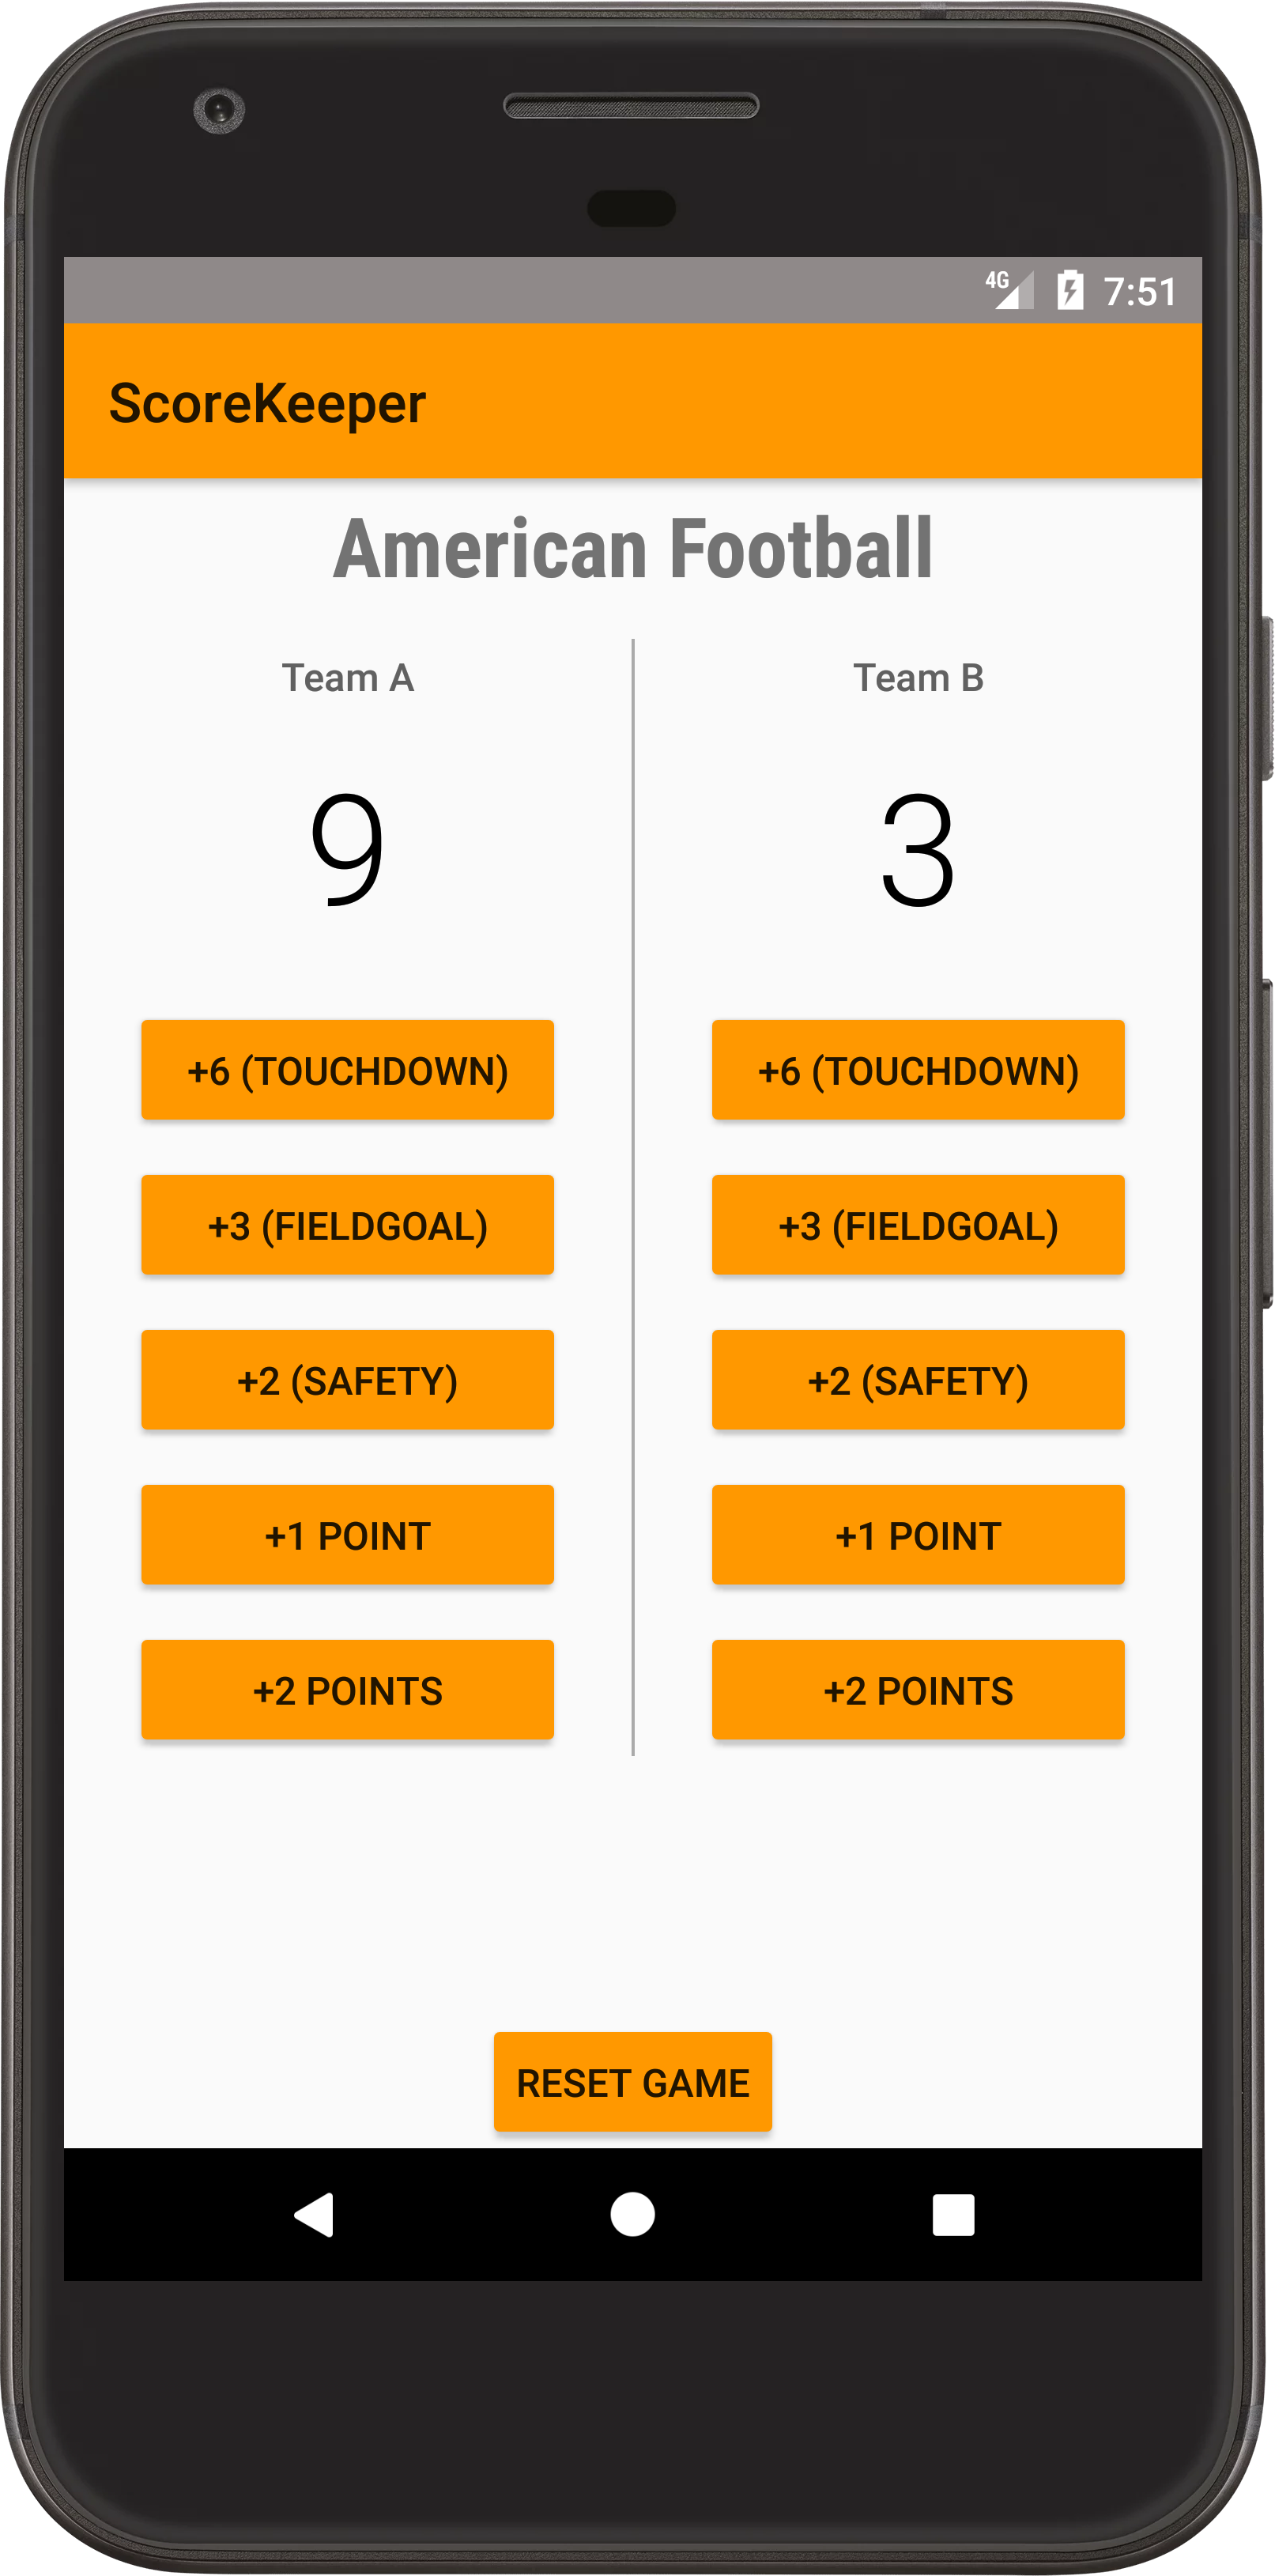 4G 7:51
ScoreKeeper
American Football
Team A
Team B
9
3
+6 (TOUCHDOWN)
+6 (TOUCHDOWN)
+3 (FIELDGOAL)
+3 (FIELDGOAL)
+2 (SAFETY)
+2 (SAFETY)
+1 POINT
+1 POINT
+2 POINTS
+2 POINTS
RESET GAME